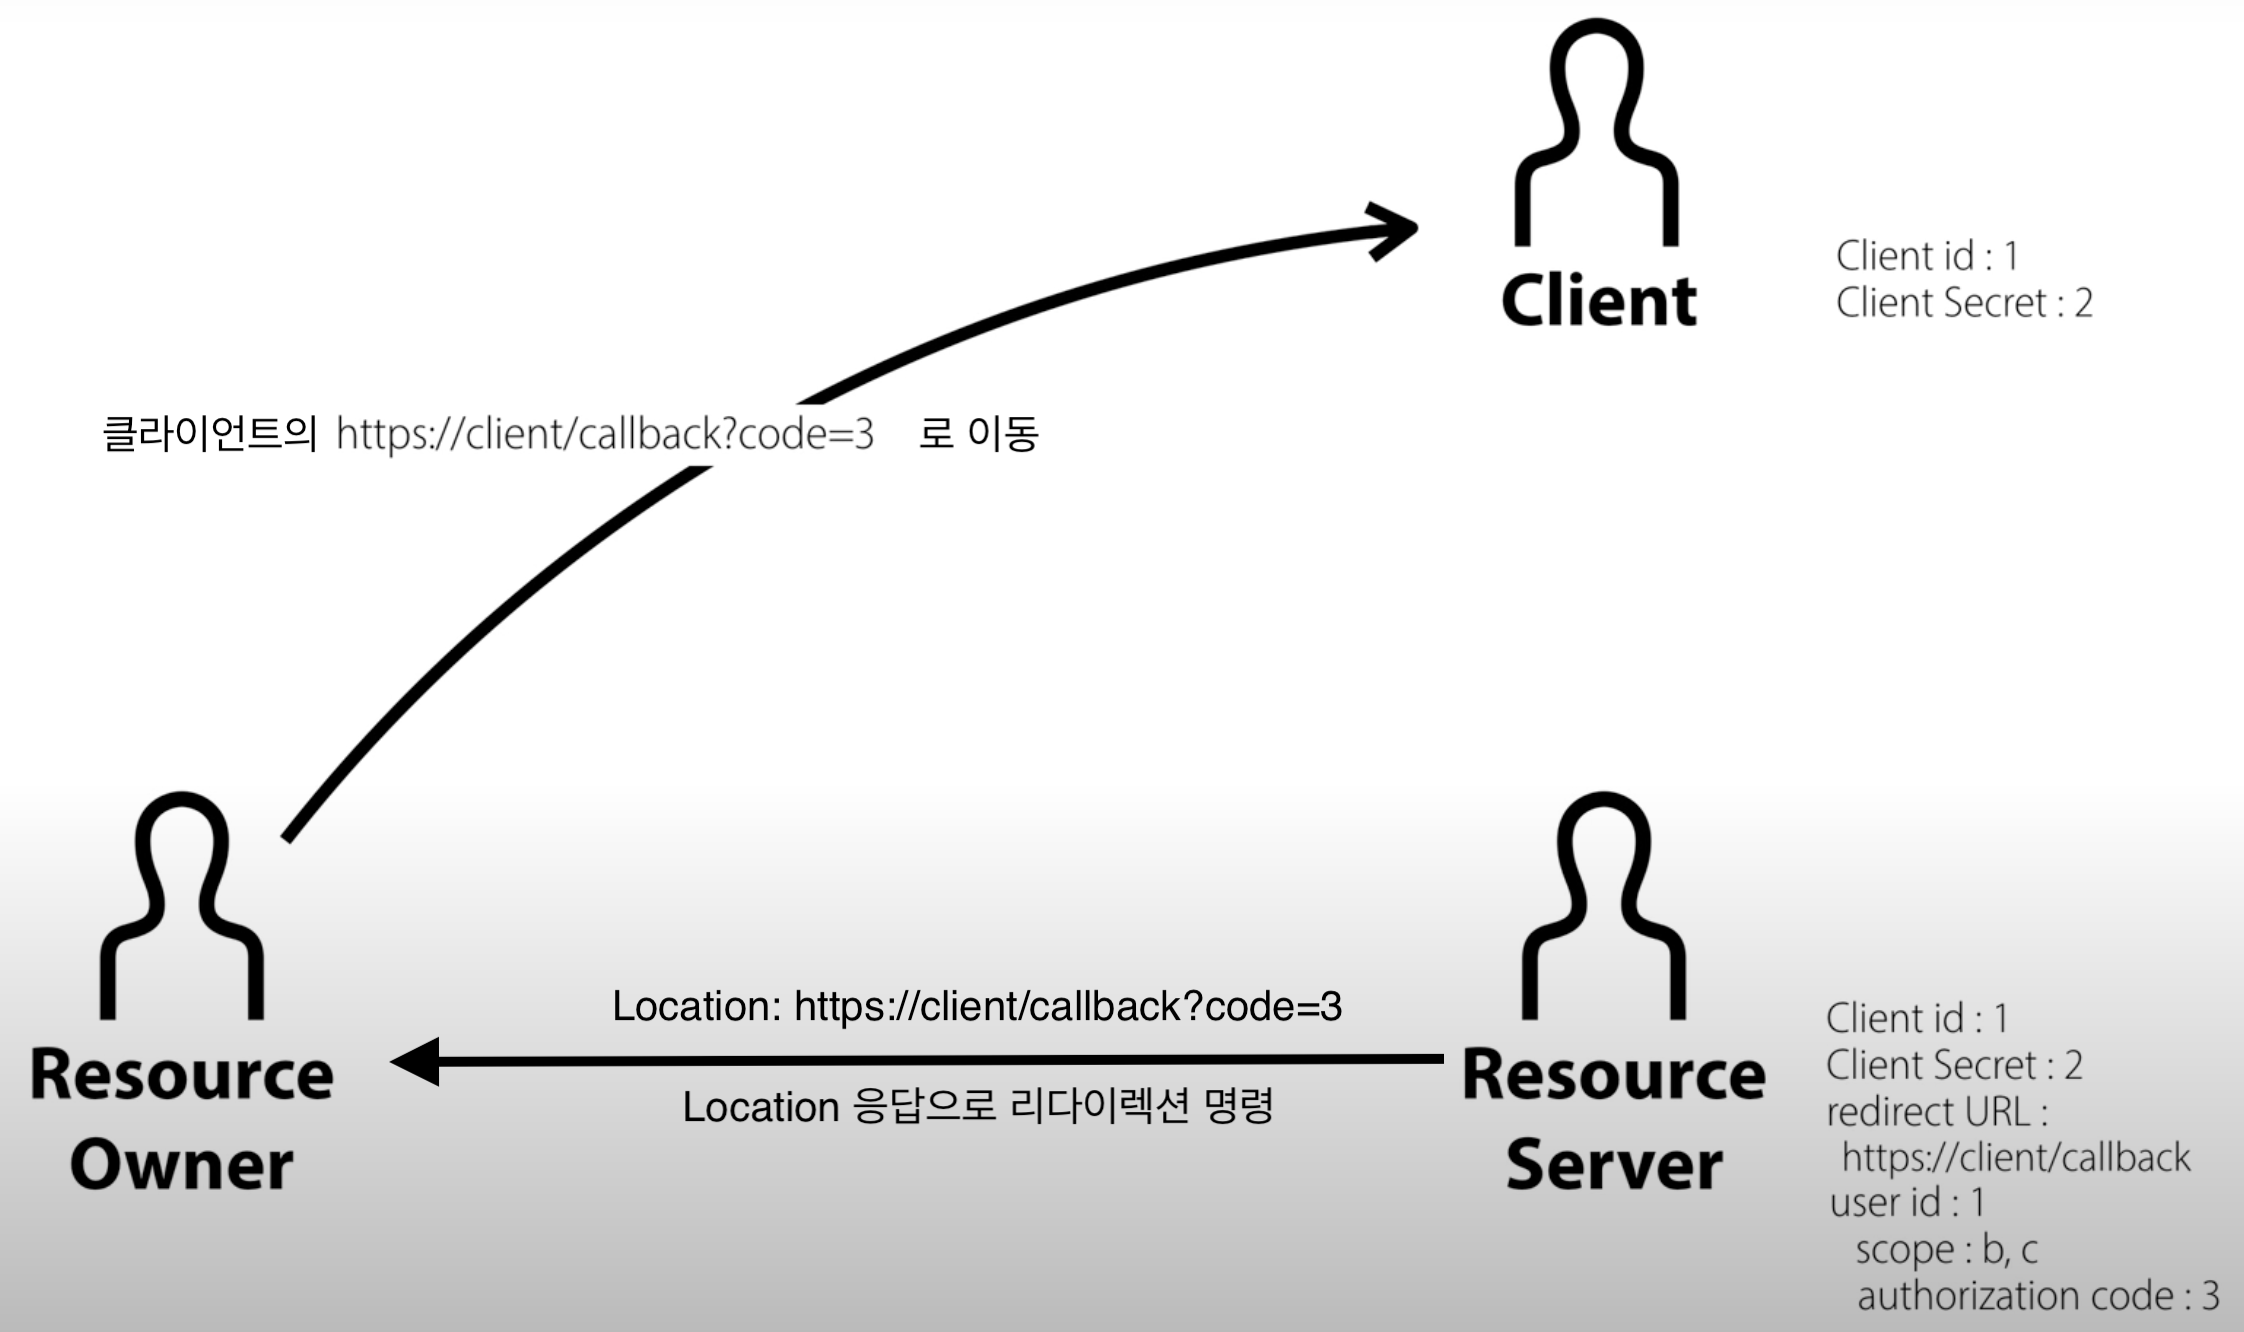 Client
Client id : 1
Client Secret : 2
클라이언트의 https://client/callback?code=3 로 이동
Resource
Owner
Location: https://client/callback?code=3
Location 응답으로 리다이렉션 명령
Resource
Server
Client id : 1
Client Secret : 2
redirect URL :
https://client/callback
user id : 1
scope : b, c
authorization code : 3